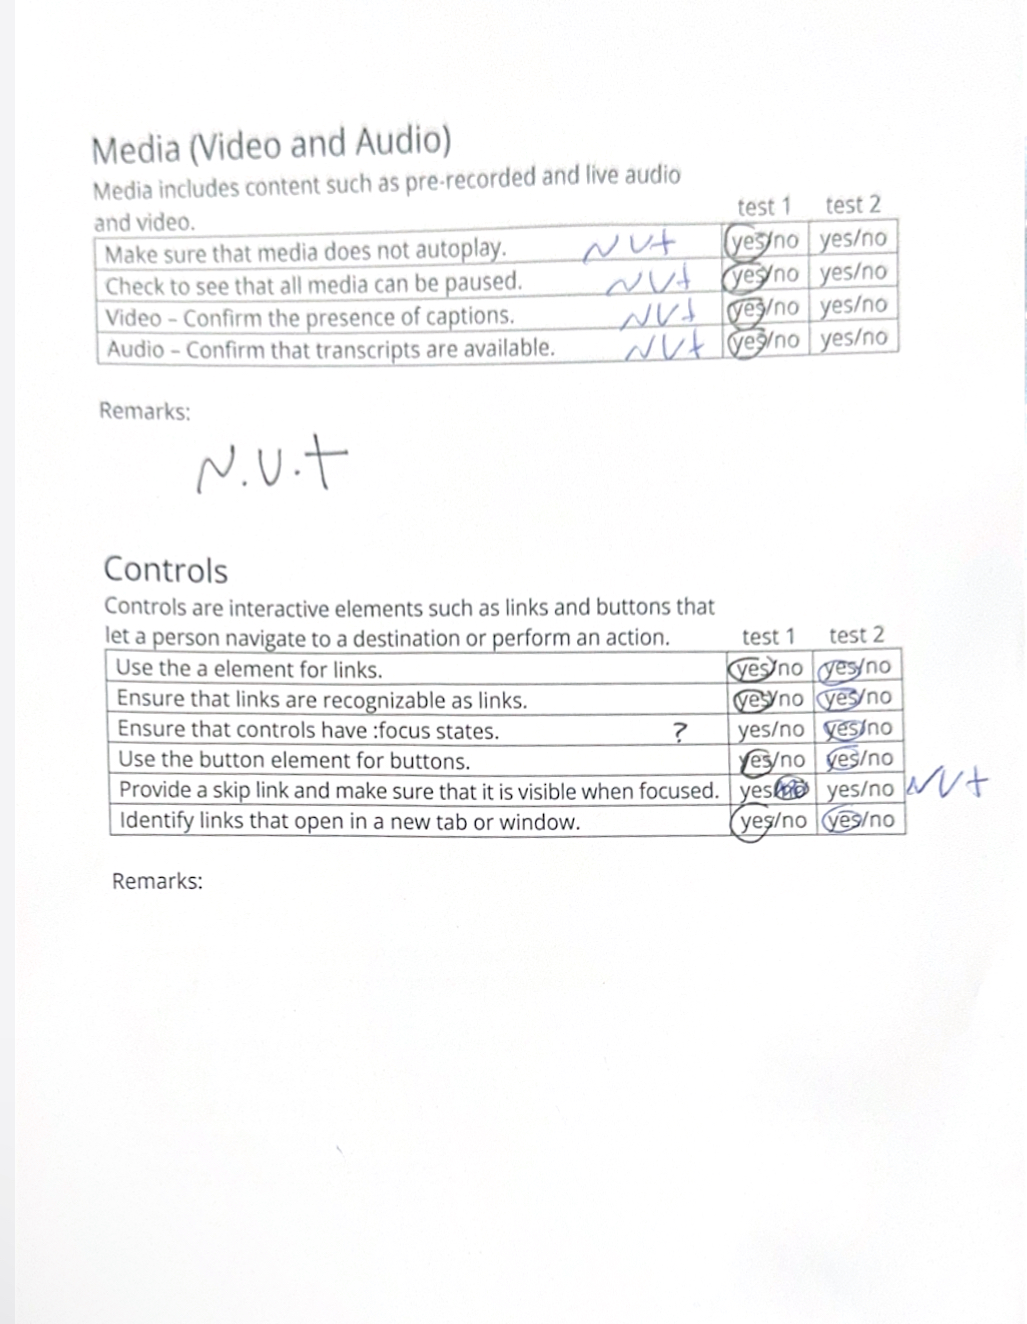 Media (Video and Audio)
Media includes content such as pre-recorded and live audio
and video. test 1 test 2
Make sure that media does not autoplay. NVt yes/no yes/no
Check to see that all media can be paused. NVt yes/no yes/no
Video – Confirm the presence of captions. NVt yes/no yes/no
Audio – Confirm that transcripts are available. NVt yes/no yes/no
Remarks:
N.V.t
Controls
Controls are interactive elements such as links and buttons that
let a person navigate to a destination or perform an action. test 1 test 2
Use the a element for links. yes/no yes/no
Ensure that links are recognizable as links. yes/no yes/no
Ensure that controls have :focus states. ? yes/no yes/no
Use the button element for buttons. yes/no yes/no
Provide a skip link and make sure that it is visible when focused. yes/no yes/no NVt
Identify links that open in a new tab or window. yes/no yes/no
Remarks: